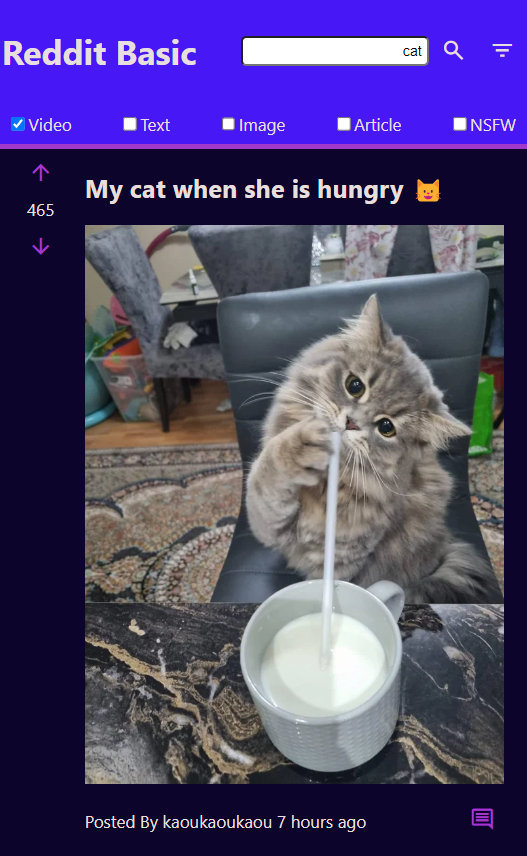 Reddit Basic
cat
Video Text Image Article NSFW
465
My cat when she is hungry 😺
Posted By kaoukaoukaou 7 hours ago